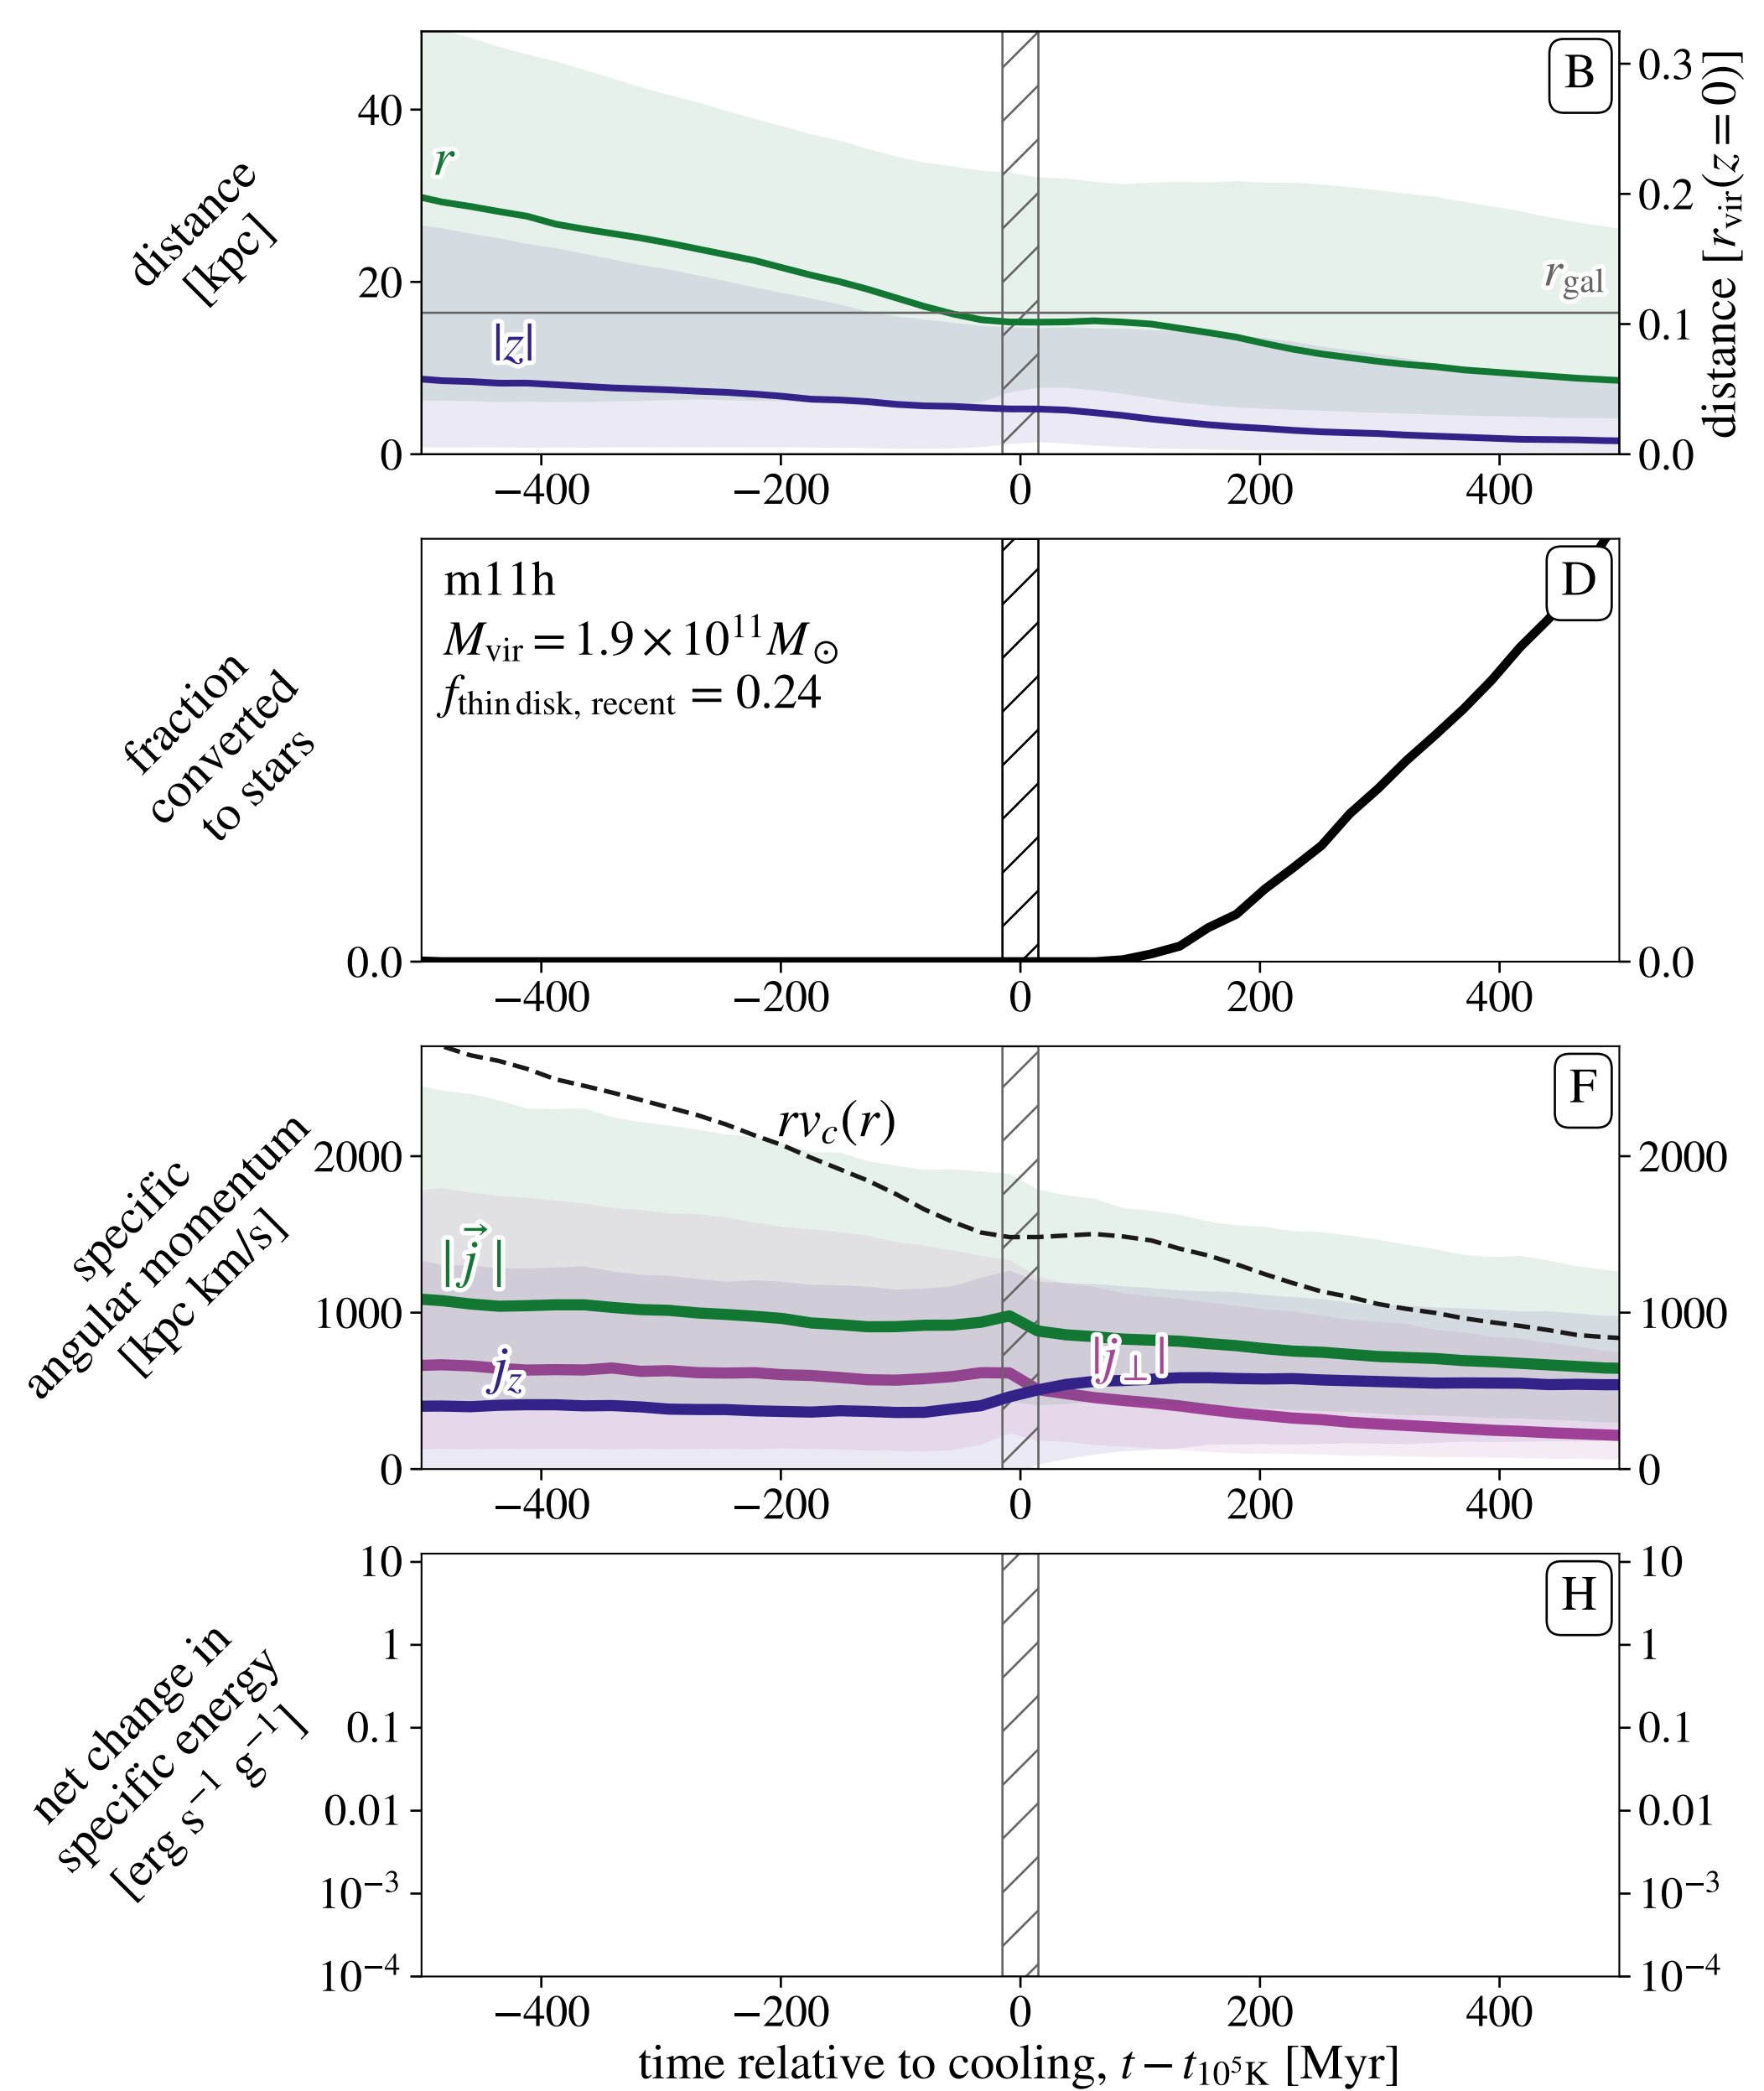 B
distance
[kpc]
40
20
0
r
|z|
r_gal
0.3
0.2
0.1
0.0
distance [r_vir(z=0)]
−400 −200 0 200 400
D
m11h
M_vir = 1.9 × 10^11 M_⊙
f_thin disk, recent = 0.24
fraction
converted
to stars
0.0
0.0
−400 −200 0 200 400
F
specific
angular momentum
[kpc km/s]
2000
1000
0
rv_c(r)
|j⃗|
j_z
|j_⊥|
2000
1000
0
−400 −200 0 200 400
H
net change in
specific energy
[erg s^−1 g^−1]
10
1
0.1
0.01
10^−3
10^−4
10
1
0.1
0.01
10^−3
10^−4
−400 −200 0 200 400
time relative to cooling, t − t_10^5K [Myr]